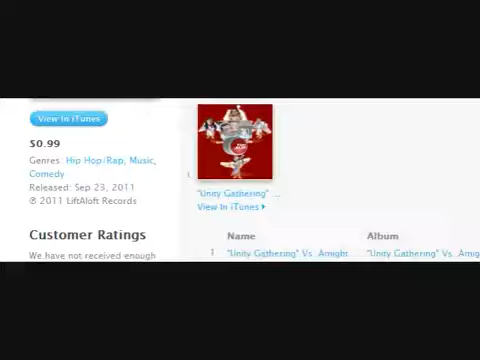 View In iTunes
$0.99
Genres: Hip Hop/Rap, Music,
Comedy
Released: Sep 23, 2011
℗ 2011 LiftAloft Records
Customer Ratings
We have not received enough
"Unity Gathering" ...
View In iTunes
Name Album
1 "Unity Gathering" Vs. Amight "Unity Gathering" Vs. Amig